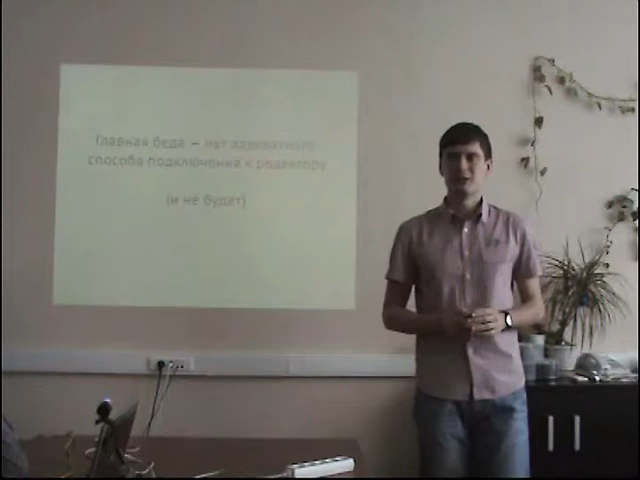 Главная беда – нет адекватного
способа подключения к редактору
(и не будет)